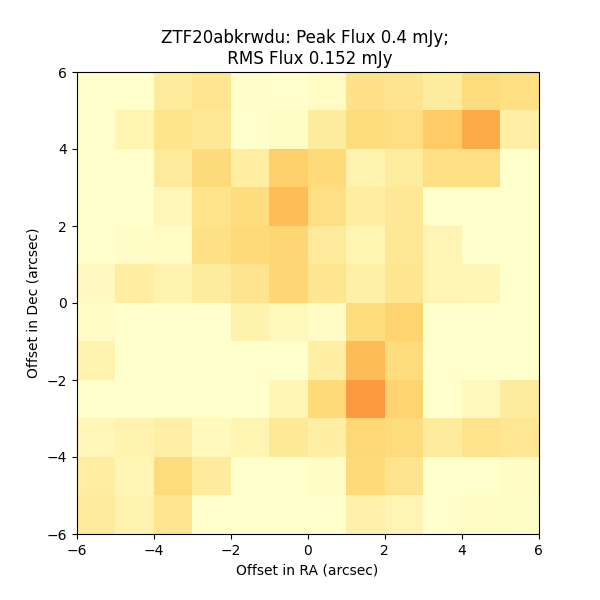 ZTF20abkrwdu: Peak Flux 0.4 mJy;
RMS Flux 0.152 mJy
6
4
2
0
−2
−4
−6
Offset in Dec (arcsec)
−6 −4 −2 0 2 4 6
Offset in RA (arcsec)